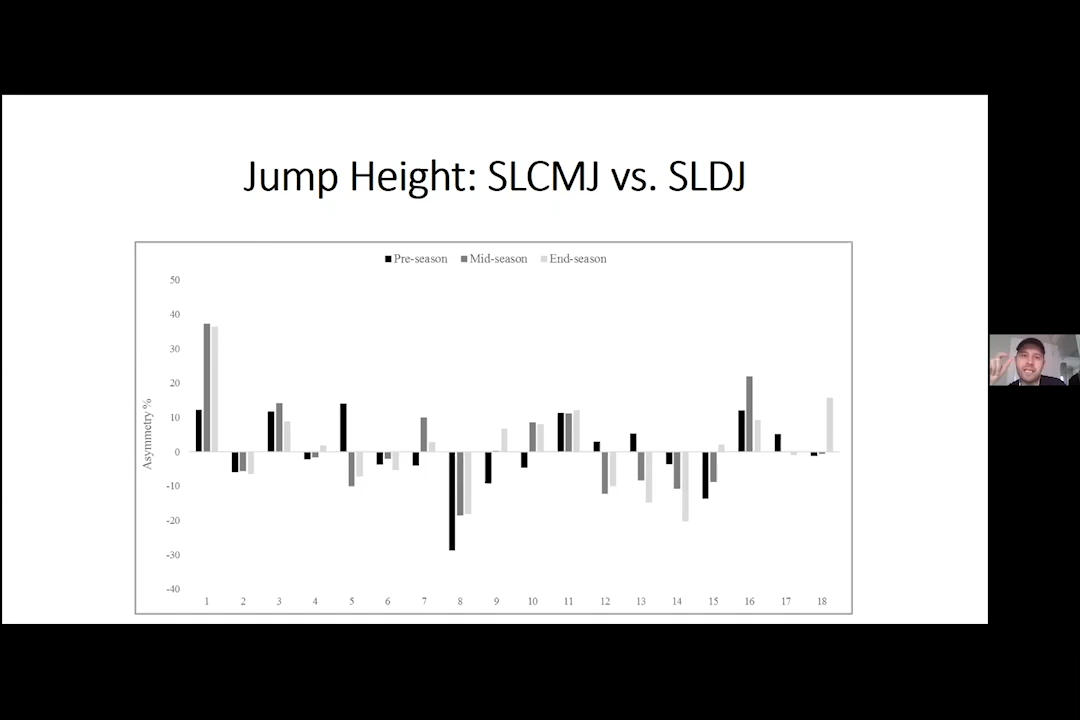 Jump Height: SLCMJ vs. SLDJ
Pre-season Mid-season End-season
50
40
30
20
10
0
-10
-20
-30
-40
Asymmetry %
1 2 3 4 5 6 7 8 9 10 11 12 13 14 15 16 17 18